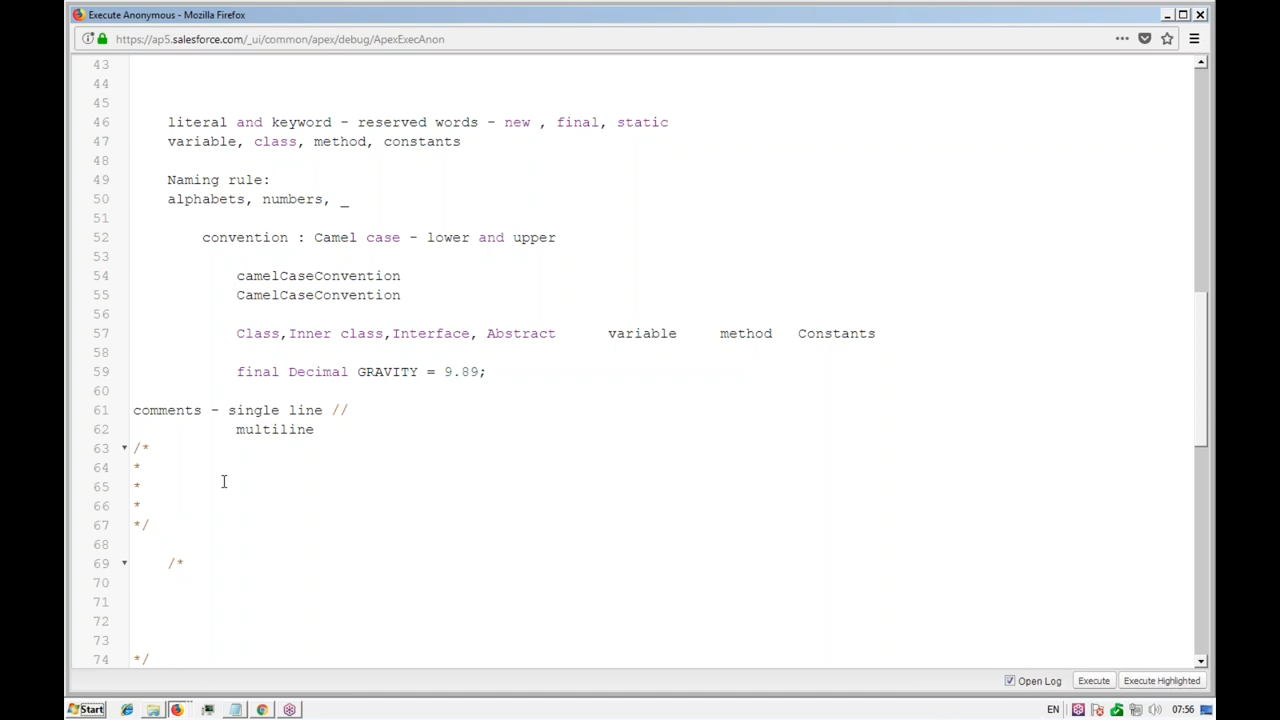 Execute Anonymous - Mozilla Firefox
https://ap5.salesforce.com/_ui/common/apex/debug/ApexExecAnon
43
44
45
46 literal and keyword - reserved words - new , final, static
47 variable, class, method, constants
48
49 Naming rule:
50 alphabets, numbers, _
51
52 convention : Camel case - lower and upper
53
54 camelCaseConvention
55 CamelCaseConvention
56
57 Class,Inner class,Interface, Abstract variable method Constants
58
59 final Decimal GRAVITY = 9.89;
60
61 comments - single line //
62 multiline
63 /*
64 *
65 *
66 *
67 */
68
69 /*
70
71
72
73
74 */
Open Log Execute Execute Highlighted
Start EN 07:56